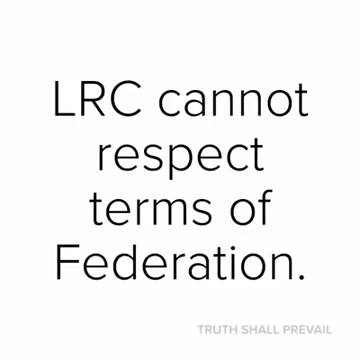 LRC cannot
respect
terms of
Federation.
TRUTH SHALL PREVAIL